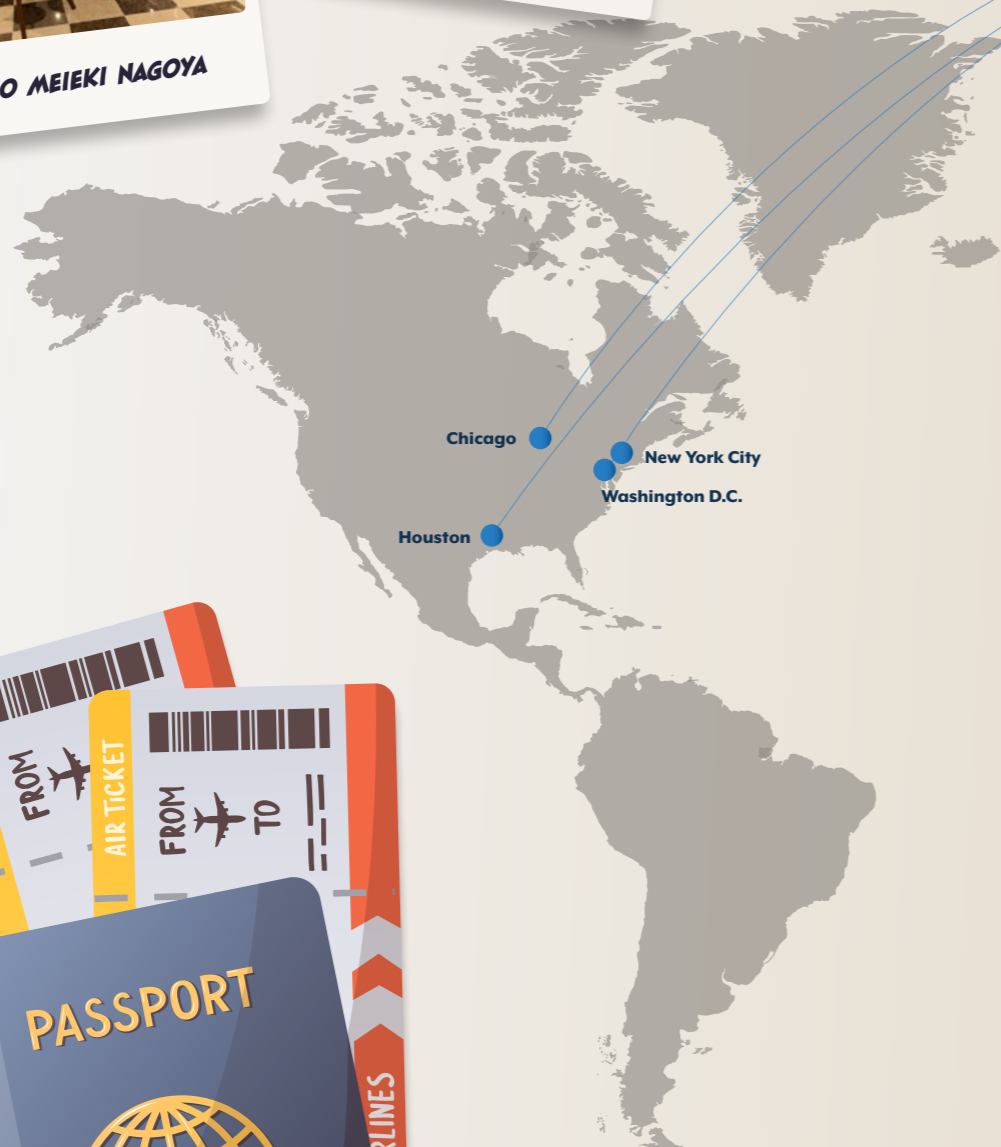 O MEIEKI NAGOYA
Chicago
New York City
Washington D.C.
Houston
FROM
AIR TICKET
FROM
TO
PASSPORT
RLINES